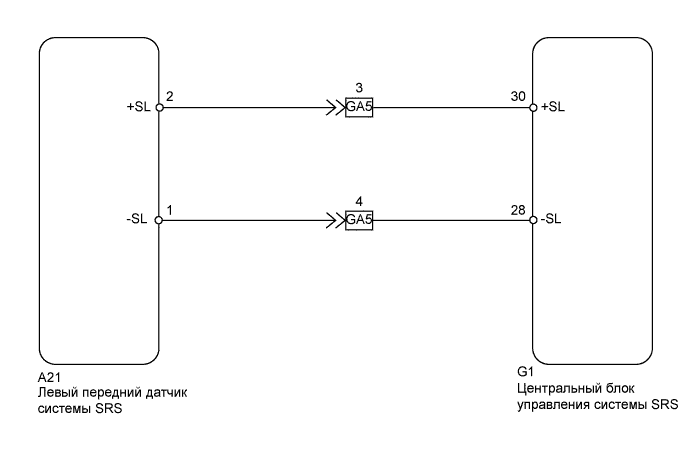 3
2
30
+SL
GA5
+SL
4
1
28
-SL
GA5
-SL
A21
Левый передний датчик
системы SRS
G1
Центральный блок
управления системы SRS